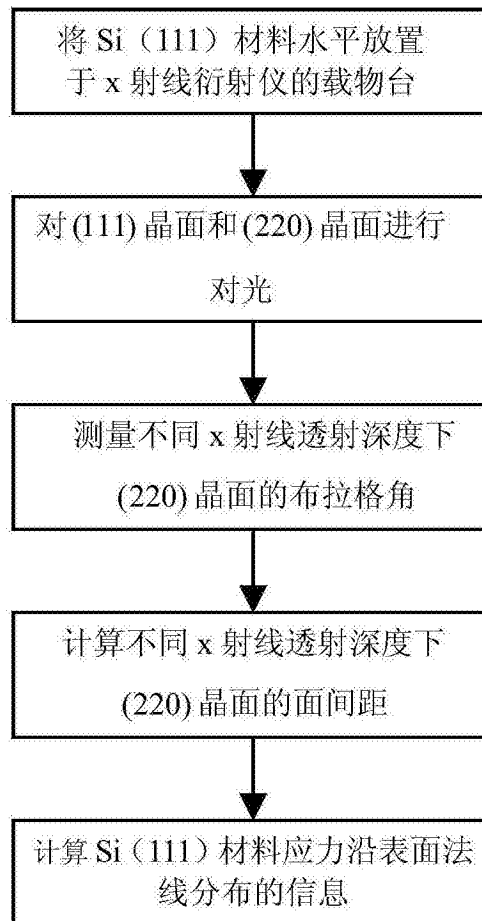 将 Si（111）材料水平放置
于 x 射线衍射仪的载物台
对(111)晶面和(220)晶面进行
对光
测量不同 x 射线透射深度下
(220)晶面的布拉格角
计算不同 x 射线透射深度下
(220)晶面的面间距
计算 Si（111）材料应力沿表面法
线分布的信息